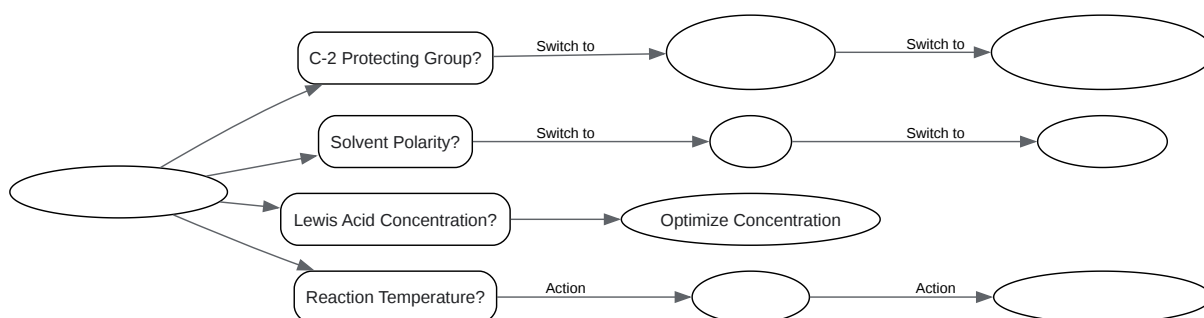 C-2 Protecting Group?
Switch to
Switch to
Solvent Polarity?
Switch to
Switch to
Lewis Acid Concentration?
Optimize Concentration
Reaction Temperature?
Action
Action